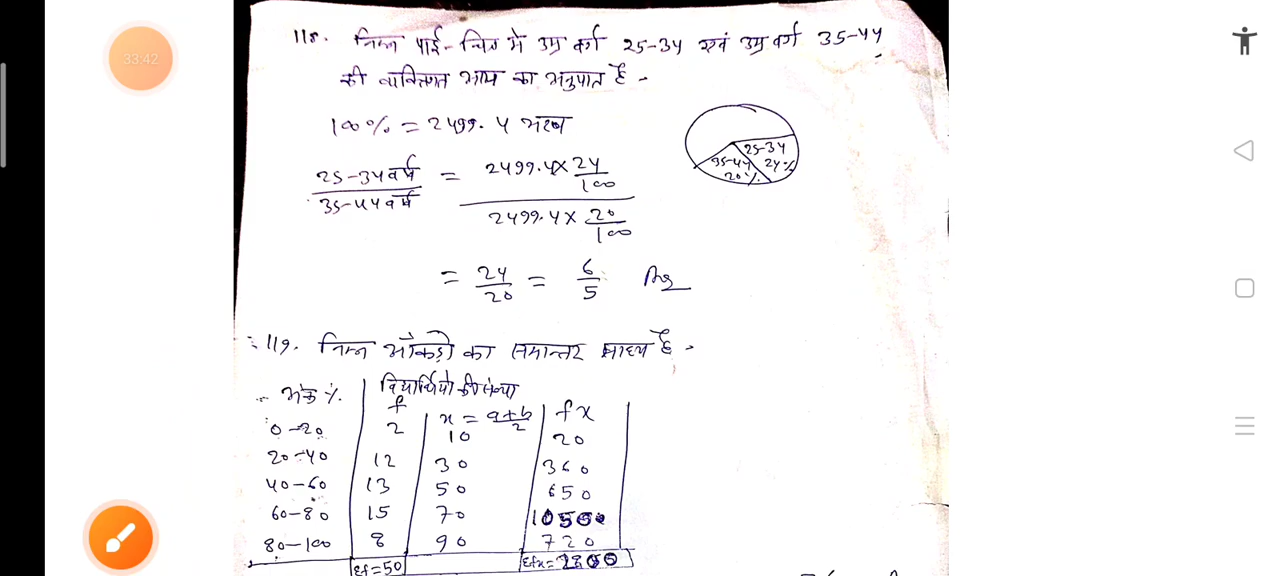 33:42
118. निम्न पाई-चित्र में उम्र वर्ग 25-34 एवं उम्र वर्ग 35-44
की व्यक्तिगत आय का अनुपात है -
100% = 2499.4 अरब
25-34 वर्ष / 35-44 वर्ष = 2499.4 × 24/100 / 2499.4 × 20/100
25-34 24%
35-44 20%
= 24/20 = 6/5 Ans
119. निम्न आँकड़ो का समान्तर माध्य है -
अंक % | विद्यार्थियो की संख्या f | x = a+b/2 | fx
0-20 2 10 20
20-40 12 30 360
40-60 13 50 650
60-80 15 70
80-100 8 90 720
Σf=50 Σfx=